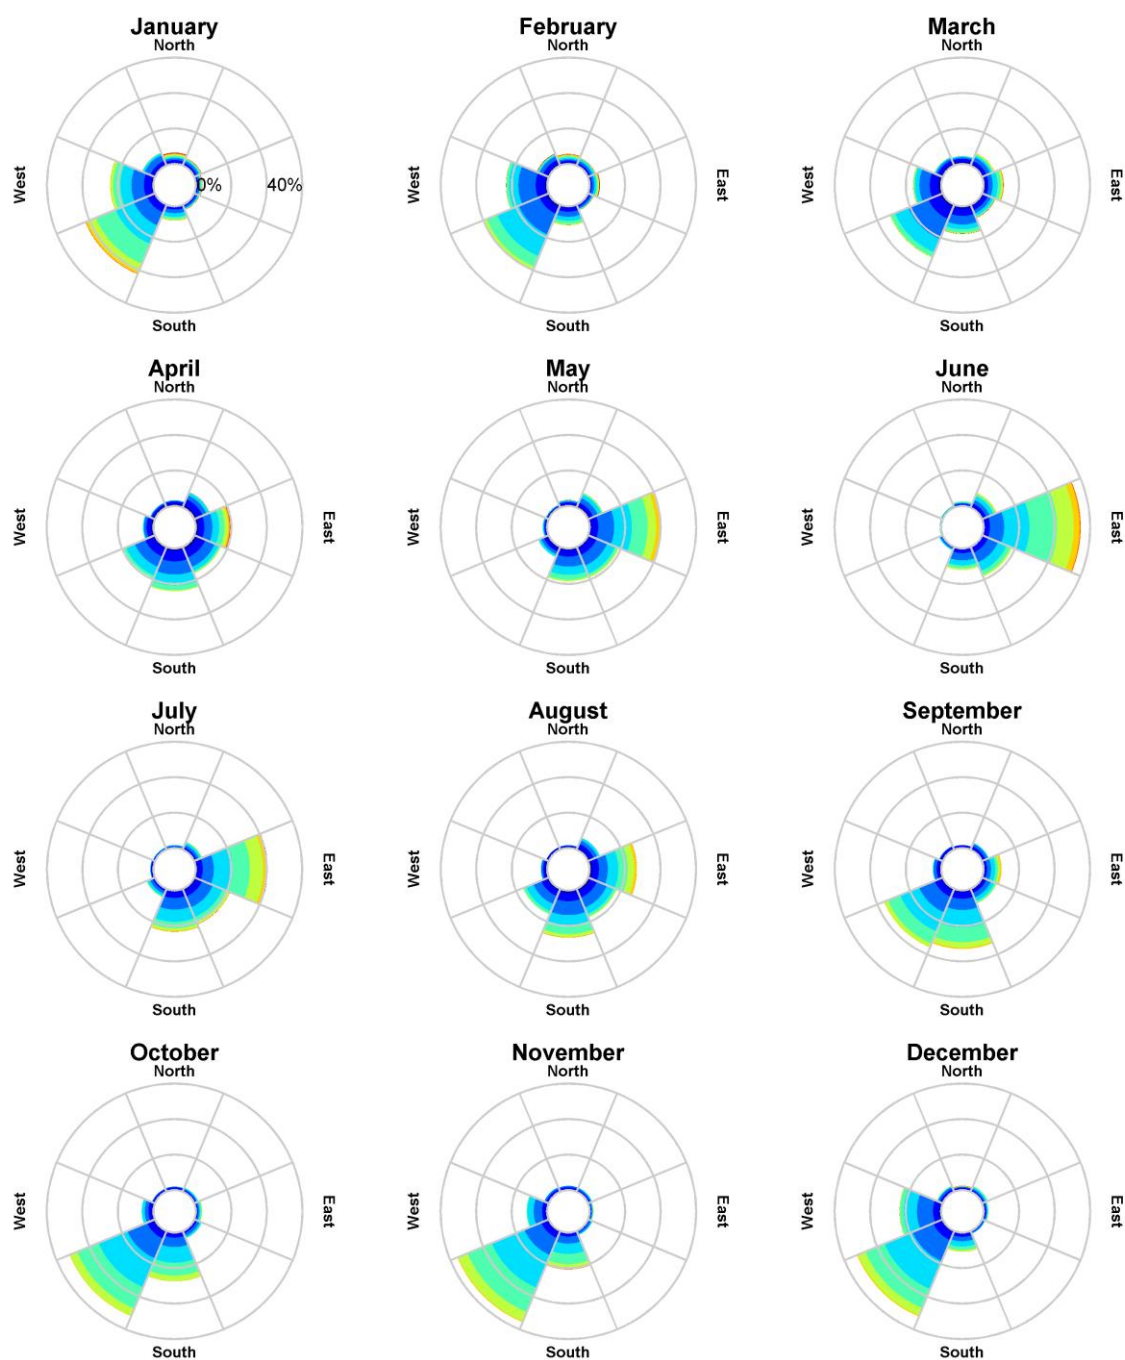 January February March
North North North
West 0% 40% West East West East
South South South
April May June
North North North
West East West East West East
South South South
July August September
North North North
West East West East West East
South South South
October November December
North North North
West East West East West East
South South South